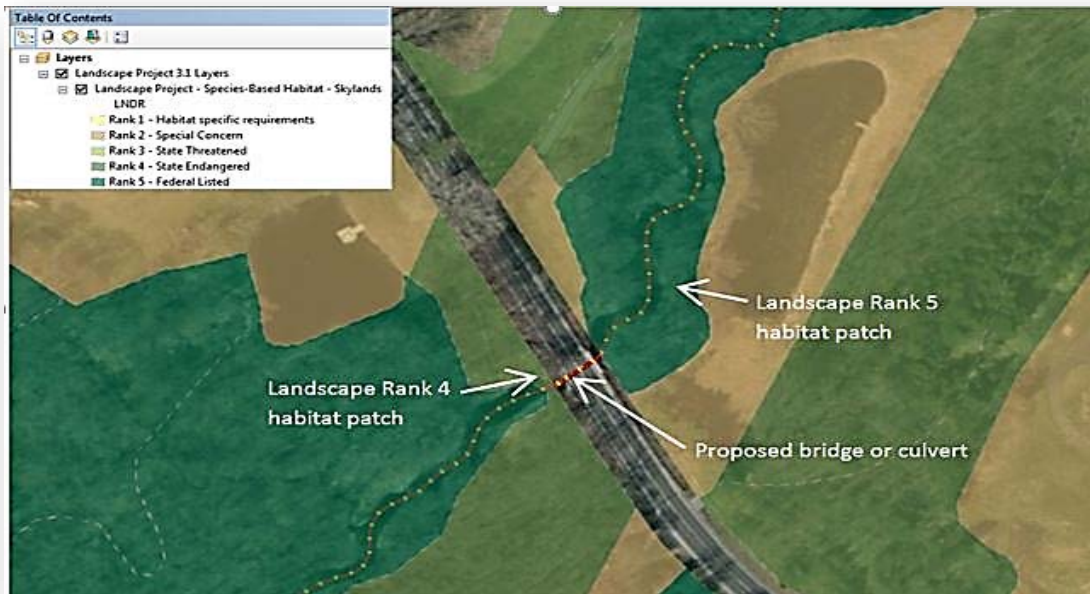 Table Of Contents
Layers
Landscape Project 3.1 Layers
Landscape Project - Species-Based Habitat - Skylands
LNDR
Rank 1 - Habitat specific requirements
Rank 2 - Special Concern
Rank 3 - State Threatened
Rank 4 - State Endangered
Rank 5 - Federal Listed
Landscape Rank 5
habitat patch
Landscape Rank 4
habitat patch
Proposed bridge or culvert